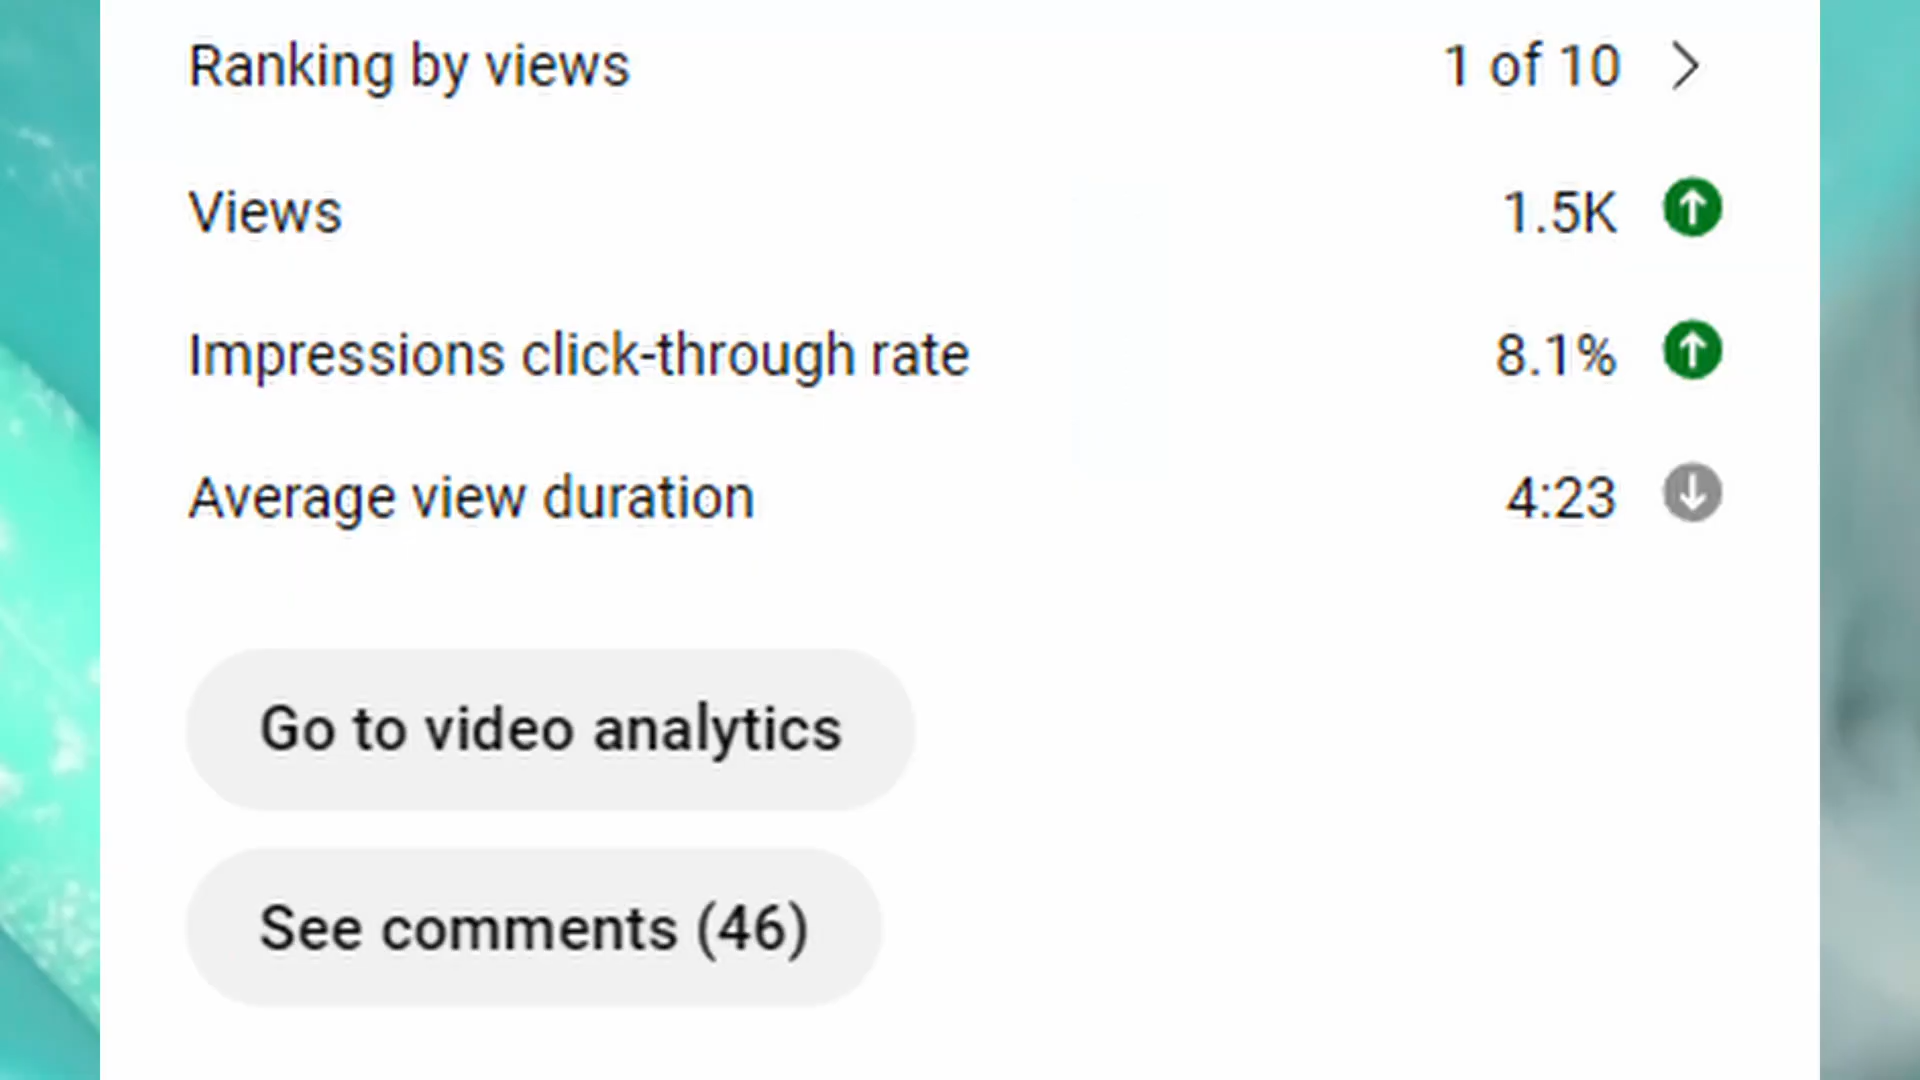 Ranking by views 1 of 10
Views 1.5K
Impressions click-through rate 8.1%
Average view duration 4:23
Go to video analytics
See comments (46)